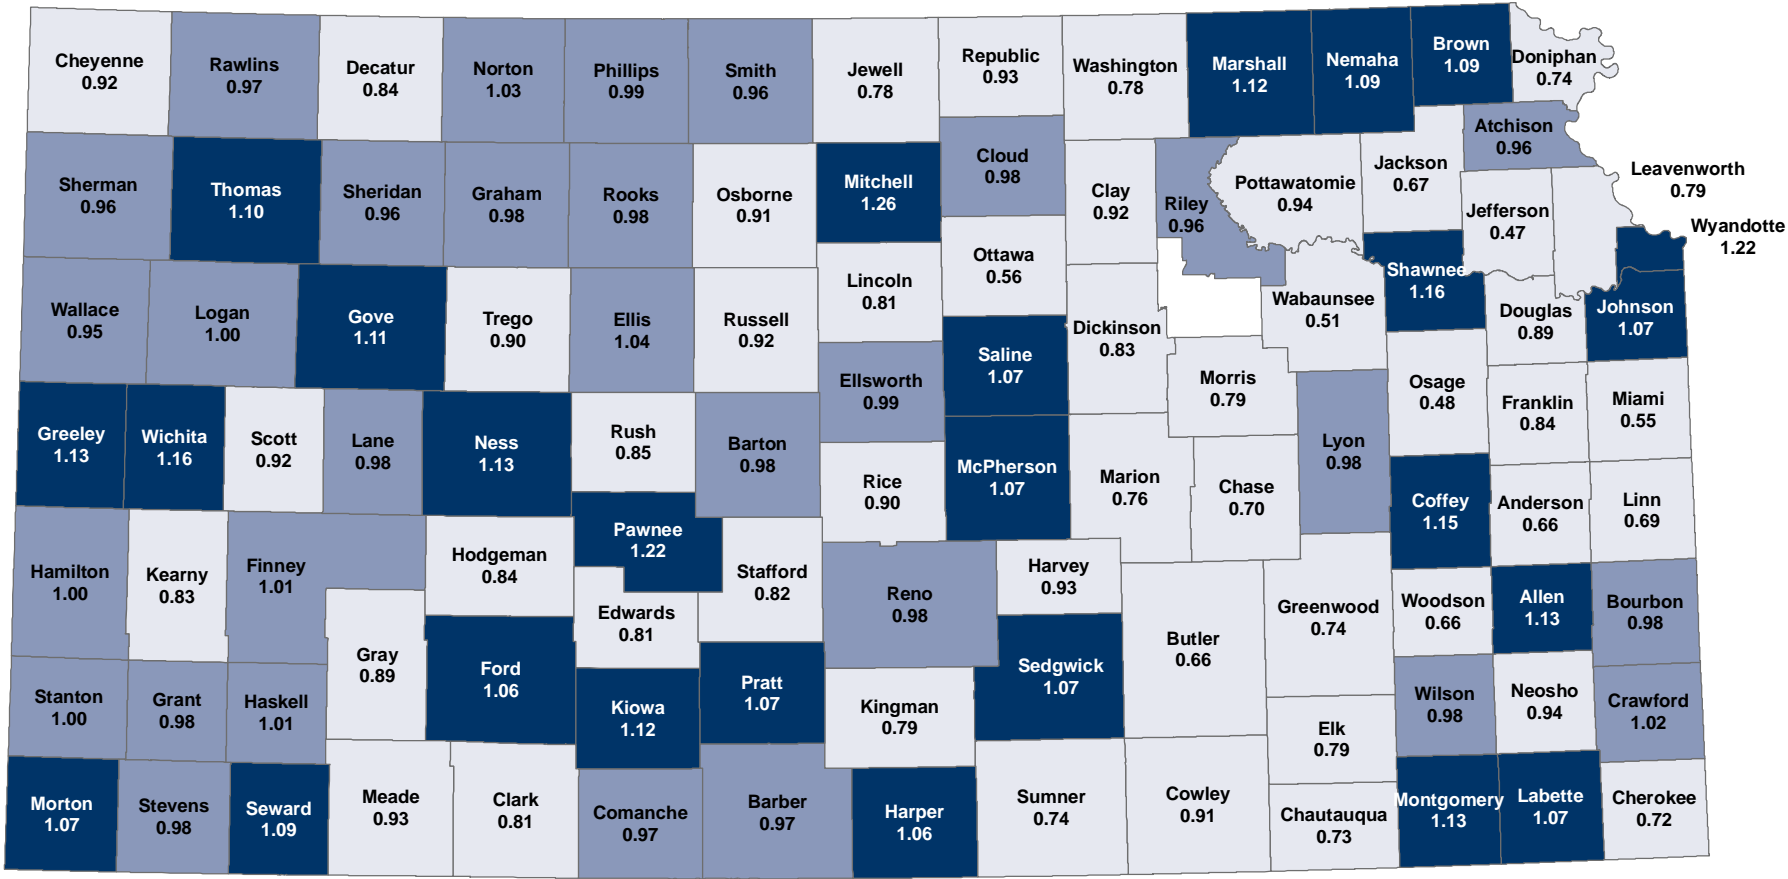 Cheyenne
0.92
Rawlins
0.97
Decatur
0.84
Norton
1.03
Phillips
0.99
Smith
0.96
Jewell
0.78
Republic
0.93
Washington
0.78
Marshall
1.12
Nemaha
1.09
Brown
1.09
Doniphan
0.74
Sherman
0.96
Thomas
1.10
Sheridan
0.96
Graham
0.98
Rooks
0.98
Osborne
0.91
Mitchell
1.26
Cloud
0.98
Clay
0.92
Riley
0.96
Pottawatomie
0.94
Jackson
0.67
Atchison
0.96
Jefferson
0.47
Leavenworth
0.79
Wyandotte
1.22
Wallace
0.95
Logan
1.00
Gove
1.11
Trego
0.90
Ellis
1.04
Russell
0.92
Lincoln
0.81
Ottawa
0.56
Saline
1.07
Dickinson
0.83
Wabaunsee
0.51
Shawnee
1.16
Douglas
0.89
Johnson
1.07
Greeley
1.13
Wichita
1.16
Scott
0.92
Lane
0.98
Ness
1.13
Rush
0.85
Barton
0.98
Ellsworth
0.99
Rice
0.90
McPherson
1.07
Marion
0.76
Morris
0.79
Chase
0.70
Lyon
0.98
Osage
0.48
Franklin
0.84
Miami
0.55
Coffey
1.15
Anderson
0.66
Linn
0.69
Hamilton
1.00
Kearny
0.83
Finney
1.01
Hodgeman
0.84
Pawnee
1.22
Stafford
0.82
Edwards
0.81
Reno
0.98
Harvey
0.93
Butler
0.66
Greenwood
0.74
Woodson
0.66
Allen
1.13
Bourbon
0.98
Stanton
1.00
Grant
0.98
Haskell
1.01
Gray
0.89
Ford
1.06
Kiowa
1.12
Pratt
1.07
Kingman
0.79
Sedgwick
1.07
Elk
0.79
Wilson
0.98
Neosho
0.94
Crawford
1.02
Morton
1.07
Stevens
0.98
Seward
1.09
Meade
0.93
Clark
0.81
Comanche
0.97
Barber
0.97
Harper
1.06
Sumner
0.74
Cowley
0.91
Chautauqua
0.73
Montgomery
1.13
Labette
1.07
Cherokee
0.72